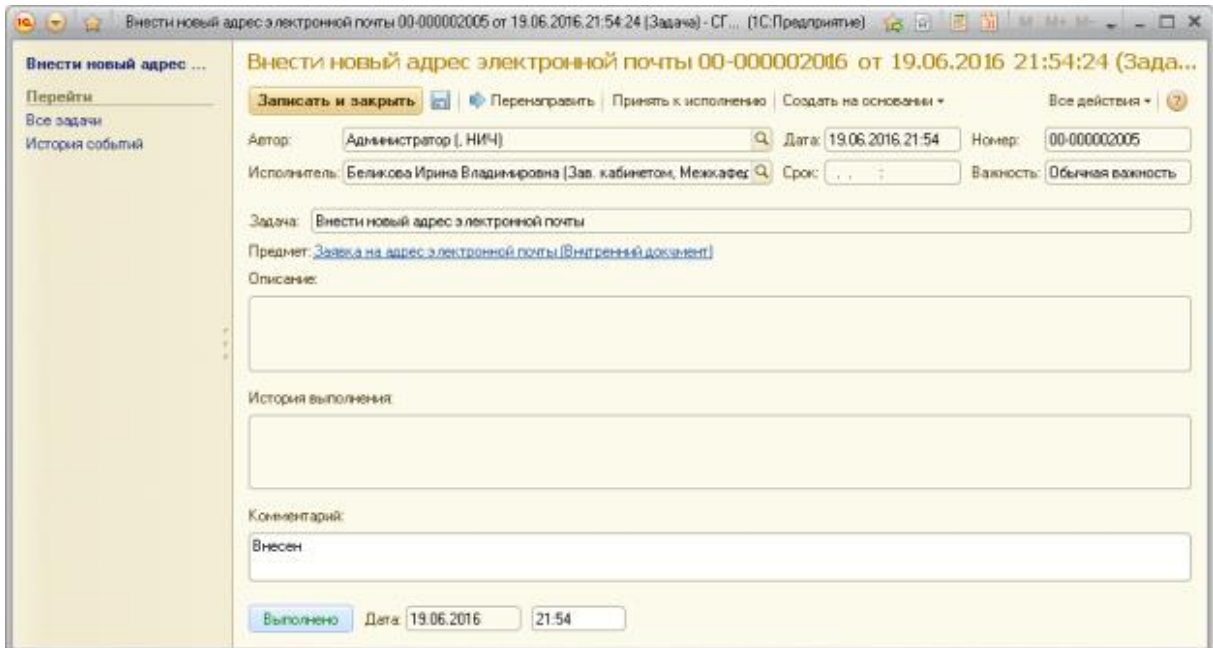 Внести новый адрес электронной почты 00-000002005 от 19.06.2016 21:54:24 (Задача) - СГ... (1С:Предприятие) M M+ M-
Внести новый адрес ...
Перейти
Все задачи
История событий
Внести новый адрес электронной почты 00-000002006 от 19.06.2016 21:54:24 (Зада...
Записать и закрыть Перенаправить Принять к исполнению Создать на основании Все действия
Автор: Администратор (, НИЧ) Дата: 19.06.2016 21:54 Номер: 00-000002005
Исполнитель: Беликова Ирина Владимировна (Зав. кабинетом, Межкафед Срок: . . : Важность: Обычная важность
Задача: Внести новый адрес электронной почты
Предмет: Заявка на адрес электронной почты (Внутренний документ)
Описание:
История выполнения:
Комментарий:
Внесен
Выполнено Дата: 19.06.2016 21:54